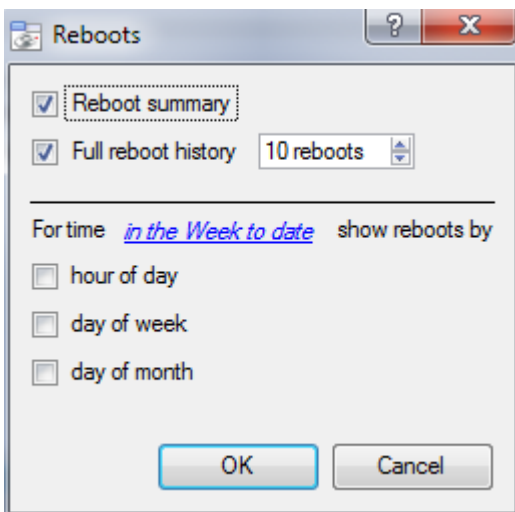 Reboots
Reboot summary
Full reboot history 10 reboots
For time in the Week to date show reboots by
hour of day
day of week
day of month
OK Cancel